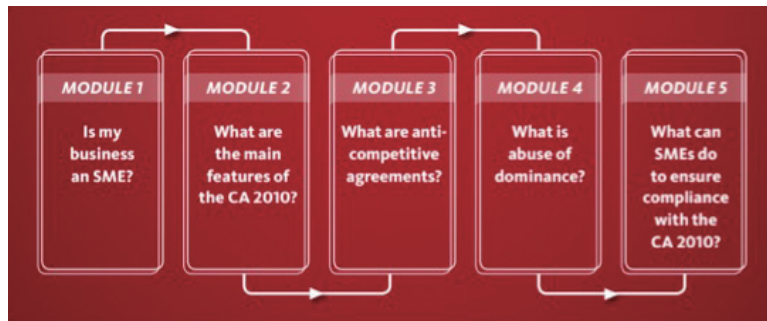 MODULE 1
Is my
business
an SME?
MODULE 2
What are
the main
features of
the CA 2010?
MODULE 3
What are anti-
competitive
agreements?
MODULE 4
What is
abuse of
dominance?
MODULE 5
What can
SMEs do
to ensure
compliance
with the
CA 2010?